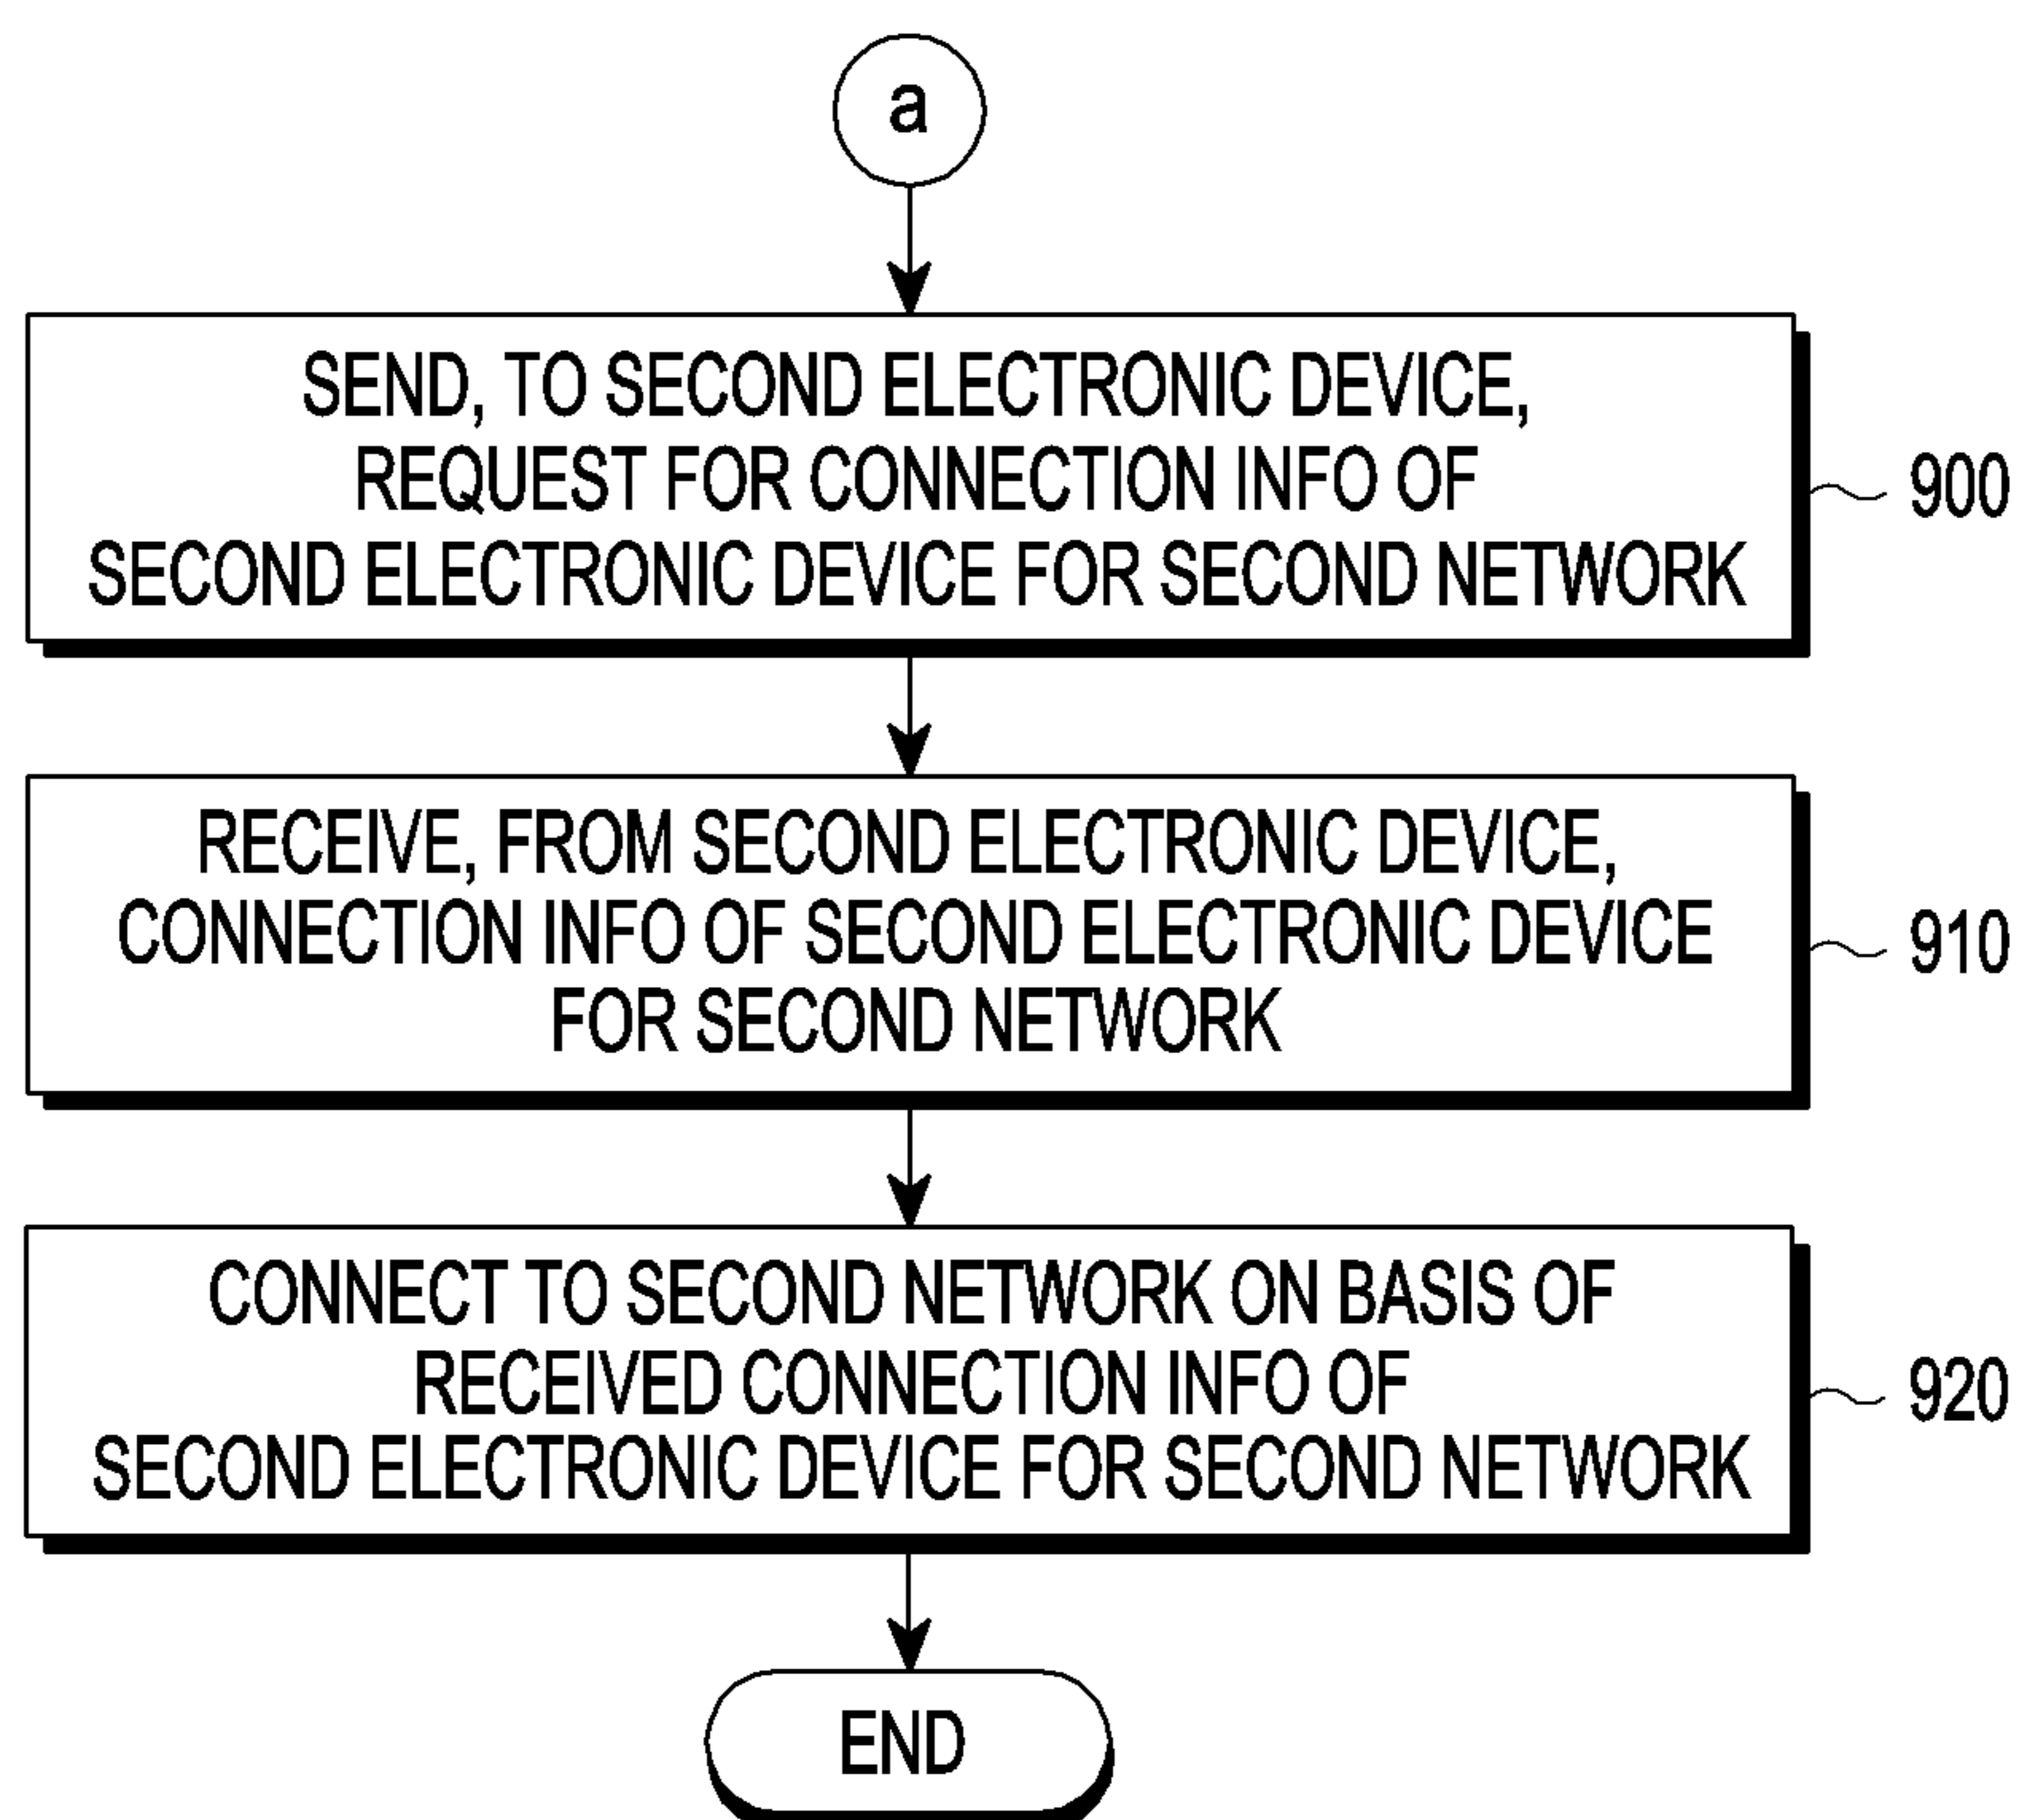 a
SEND, TO SECOND ELECTRONIC DEVICE,
REQUEST FOR CONNECTION INFO OF
SECOND ELECTRONIC DEVICE FOR SECOND NETWORK
900
RECEIVE, FROM SECOND ELECTRONIC DEVICE,
CONNECTION INFO OF SECOND ELECTRONIC DEVICE
FOR SECOND NETWORK
910
CONNECT TO SECOND NETWORK ON BASIS OF
RECEIVED CONNECTION INFO OF
SECOND ELECTRONIC DEVICE FOR SECOND NETWORK
920
END